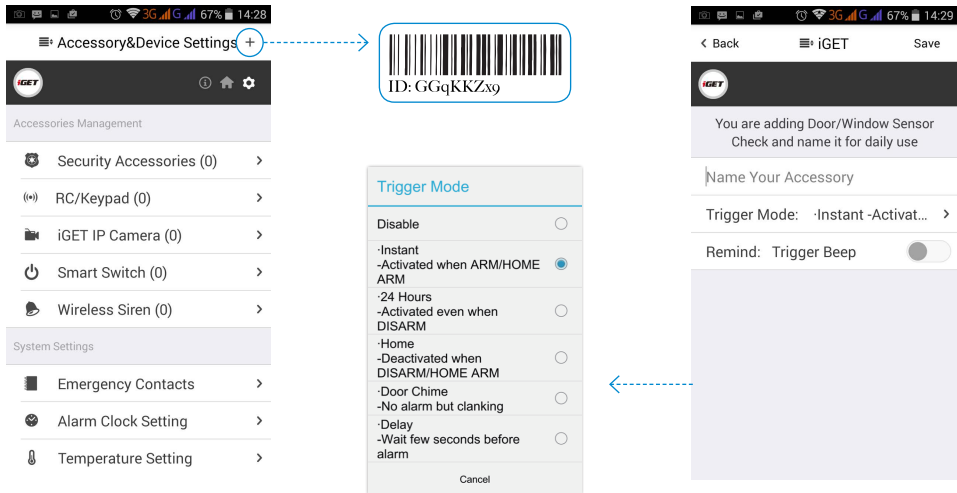 3G G 67% 14:28
Accessory&Device Settings +
iGET
Accessories Management
Security Accessories (0)
RC/Keypad (0)
iGET IP Camera (0)
Smart Switch (0)
Wireless Siren (0)
System Settings
Emergency Contacts
Alarm Clock Setting
Temperature Setting
ID: GGqKKZx9
Trigger Mode
Disable
·Instant
-Activated when ARM/HOME
ARM
·24 Hours
-Activated even when
DISARM
·Home
-Deactivated when
DISARM/HOME ARM
·Door Chime
-No alarm but clanking
·Delay
-Wait few seconds before
alarm
Cancel
3G G 67% 14:29
Back iGET Save
iGET
You are adding Door/Window Sensor
Check and name it for daily use
Name Your Accessory
Trigger Mode: ·Instant -Activat...
Remind: Trigger Beep